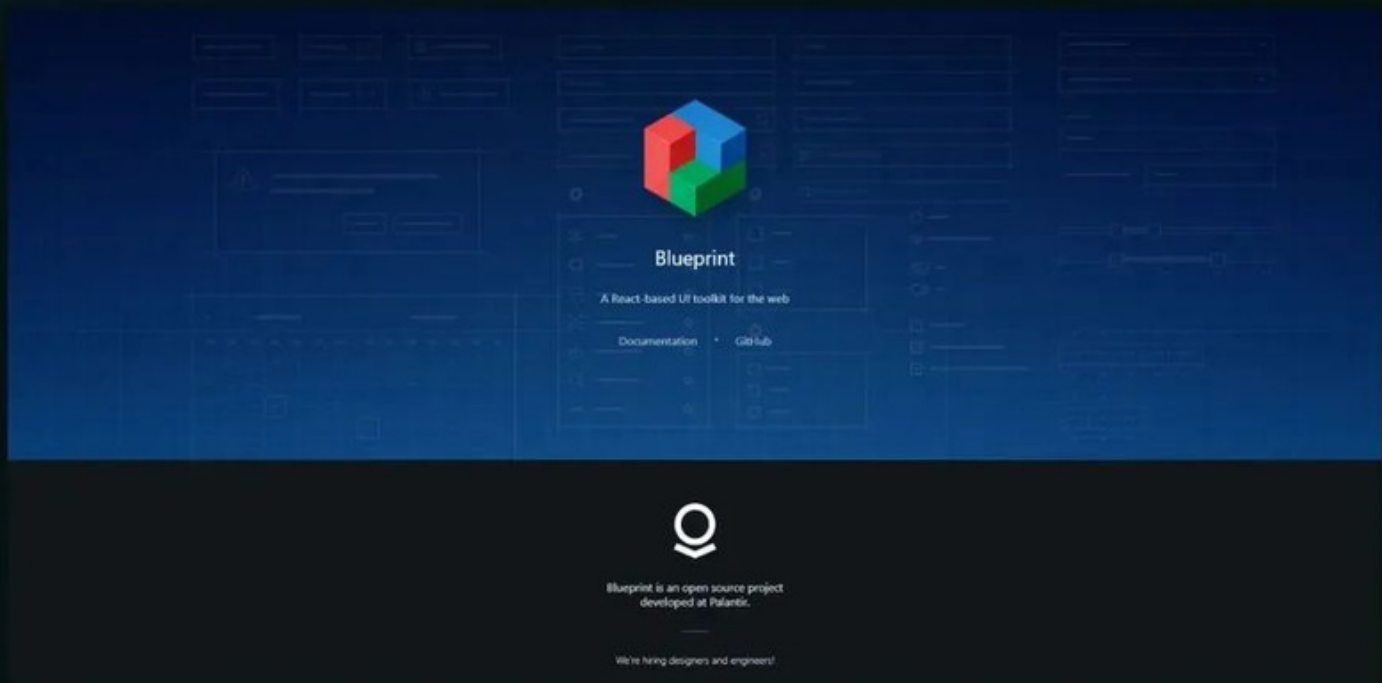 Blueprint
A React-based UI toolkit for the web
Documentation • GitHub
Blueprint is an open source project
developed at Palantir.
We're hiring designers and engineers!